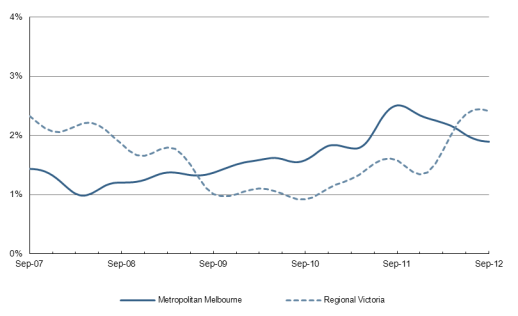 4%
3%
2%
1%
0%
Sep-07 Sep-08 Sep-09 Sep-10 Sep-11 Sep-12
Metropolitan Melbourne Regional Victoria